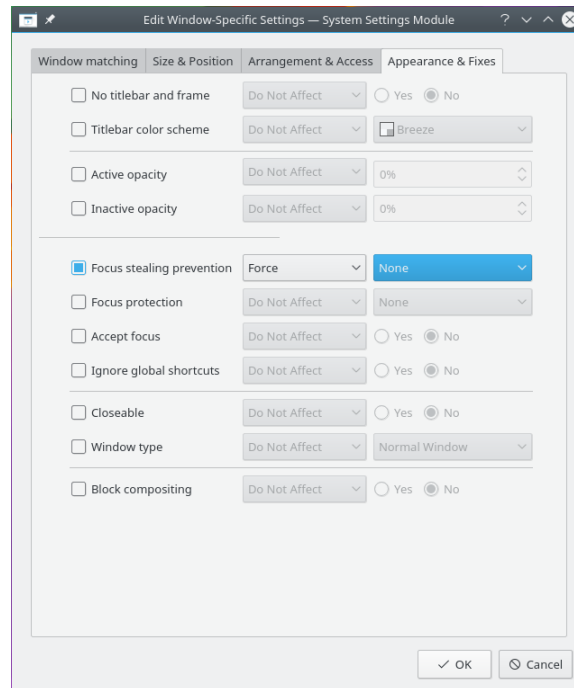 Edit Window-Specific Settings — System Settings Module
Window matching Size & Position Arrangement & Access Appearance & Fixes
No titlebar and frame Do Not Affect Yes No
Titlebar color scheme Do Not Affect Breeze
Active opacity Do Not Affect 0%
Inactive opacity Do Not Affect 0%
Focus stealing prevention Force None
Focus protection Do Not Affect None
Accept focus Do Not Affect Yes No
Ignore global shortcuts Do Not Affect Yes No
Closeable Do Not Affect Yes No
Window type Do Not Affect Normal Window
Block compositing Do Not Affect Yes No
OK Cancel